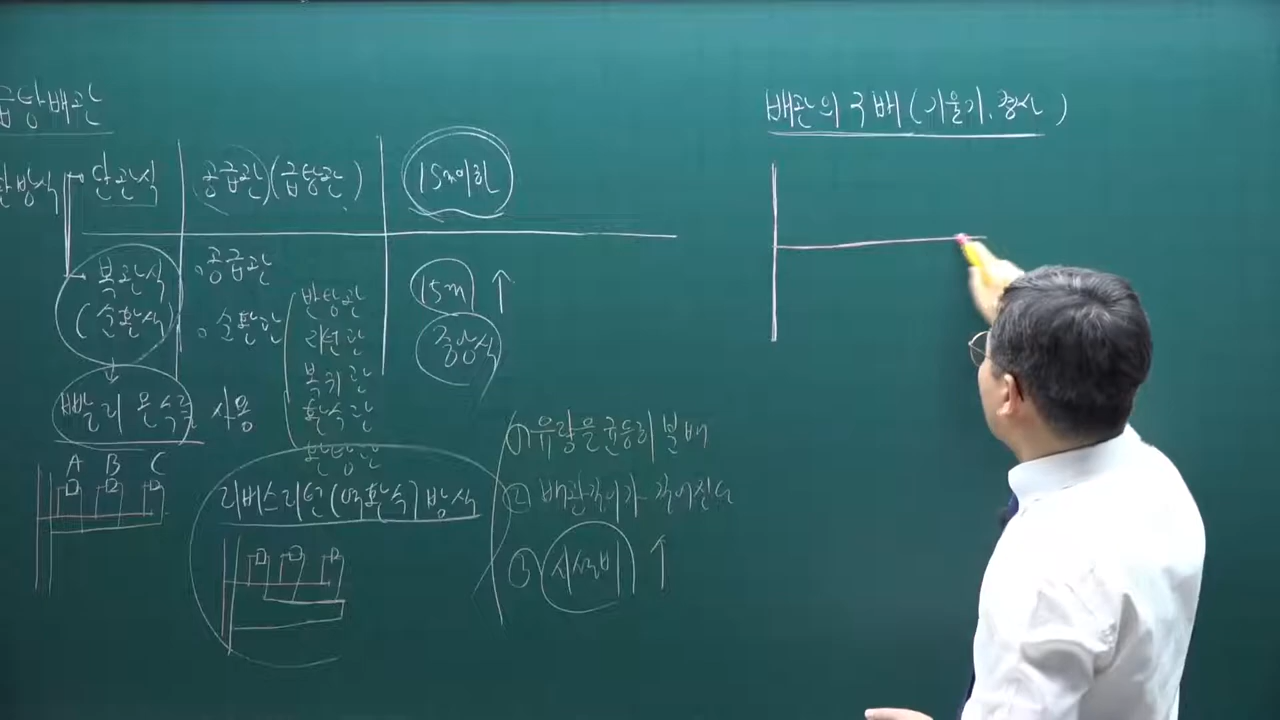 급탕배관
단관식 공급관(급탕관) 15m이하
복관식 ◦공급관 15m ↑
(순환식) ◦순환관 중앙식
반탕관
리턴관
복귀관
환수관
반탕관
빨리 온수를 사용
A B C
리버스리턴(역환수)방식
① 유량을 균등히 분배
② 배관길이가 길어진다
③ 시설비 ↑
배관의 구배(기울기, 경사)